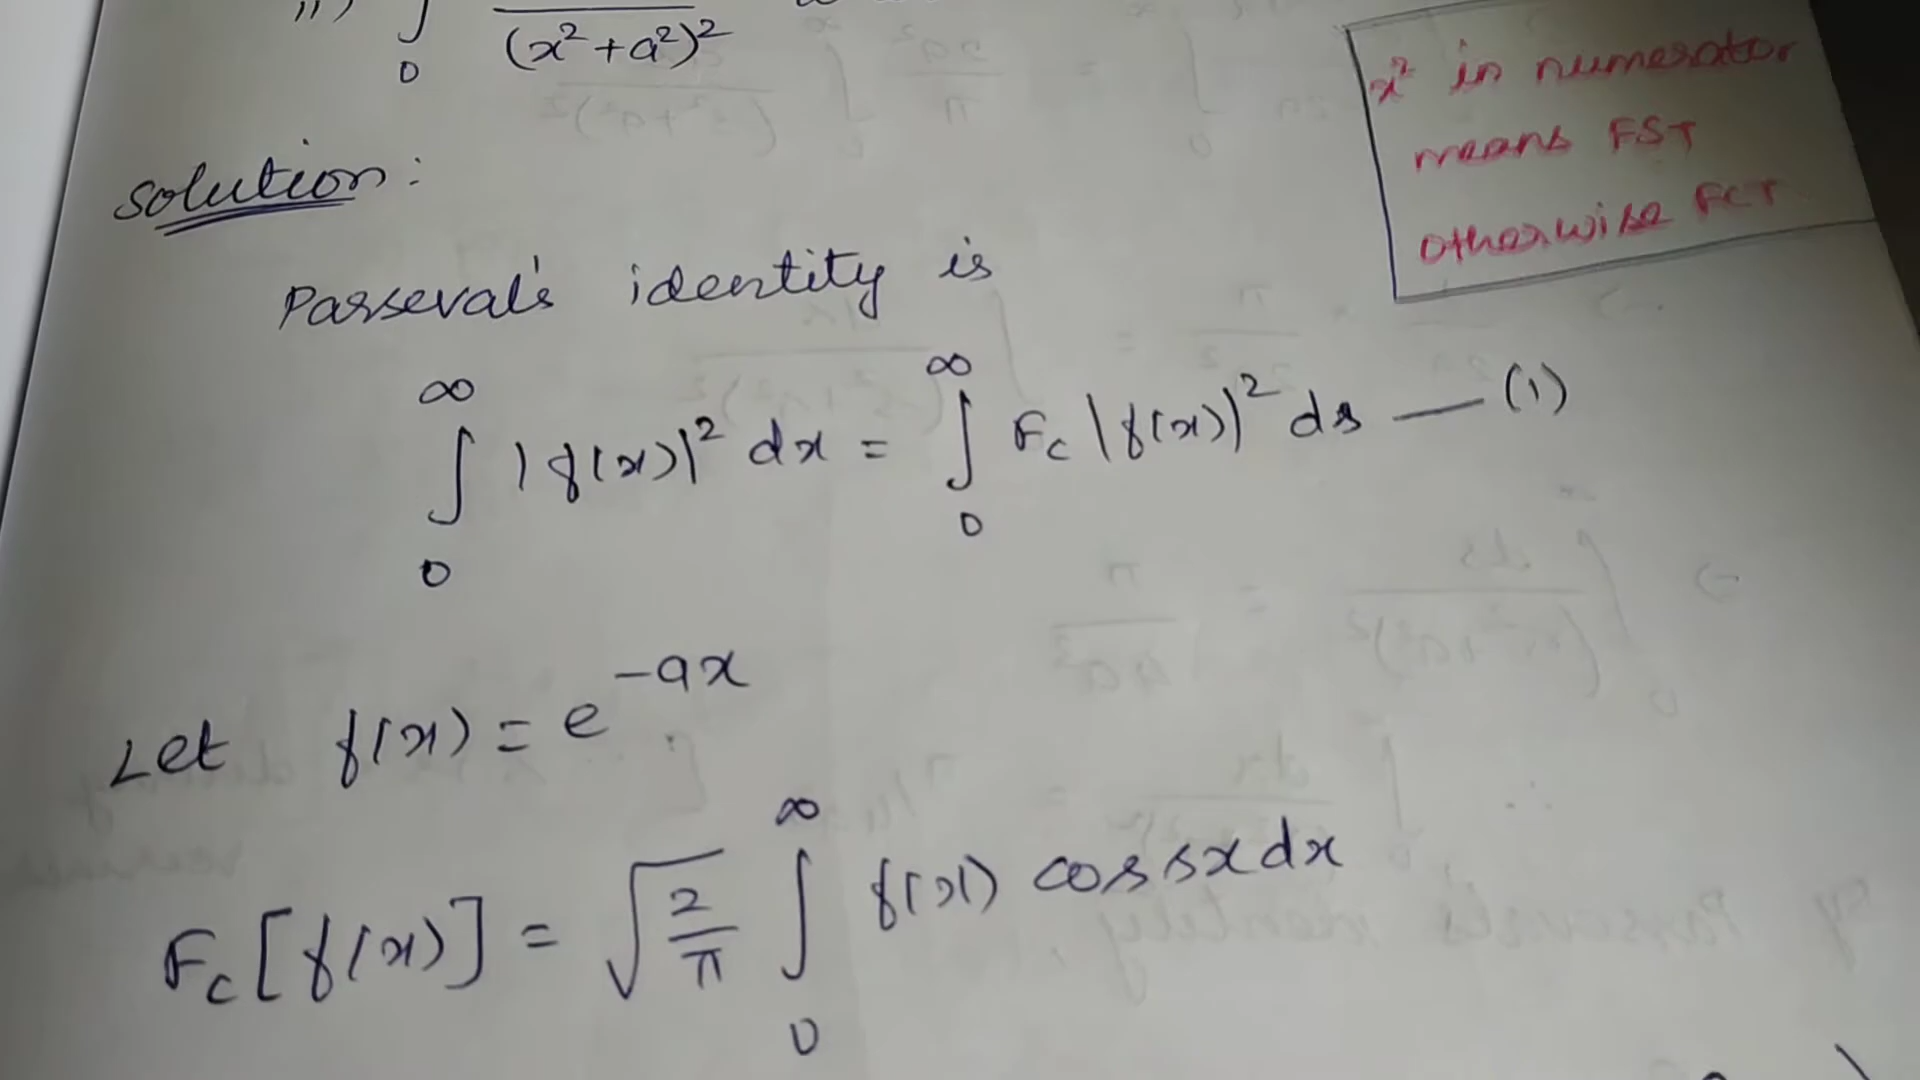 ii) ∫₀ (x²+a²)²
x² in numerator
means FST
otherwise FCT
Solution:
Parseval's identity is
∫₀^∞ |f(x)|² dx = ∫₀^∞ Fc |f(x)|² ds — (1)
Let f(x) = e^{-ax}
Fc [f(x)] = √(2/π) ∫₀^∞ f(x) cos sx dx